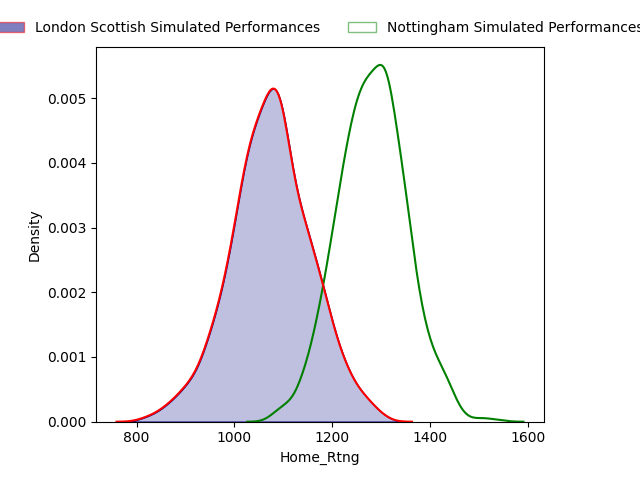 London Scottish Simulated Performances Nottingham Simulated Performances
0.005
0.004
0.003
0.002
0.001
0.000
Density
800 1000 1200 1400 1600
Home_Rtng